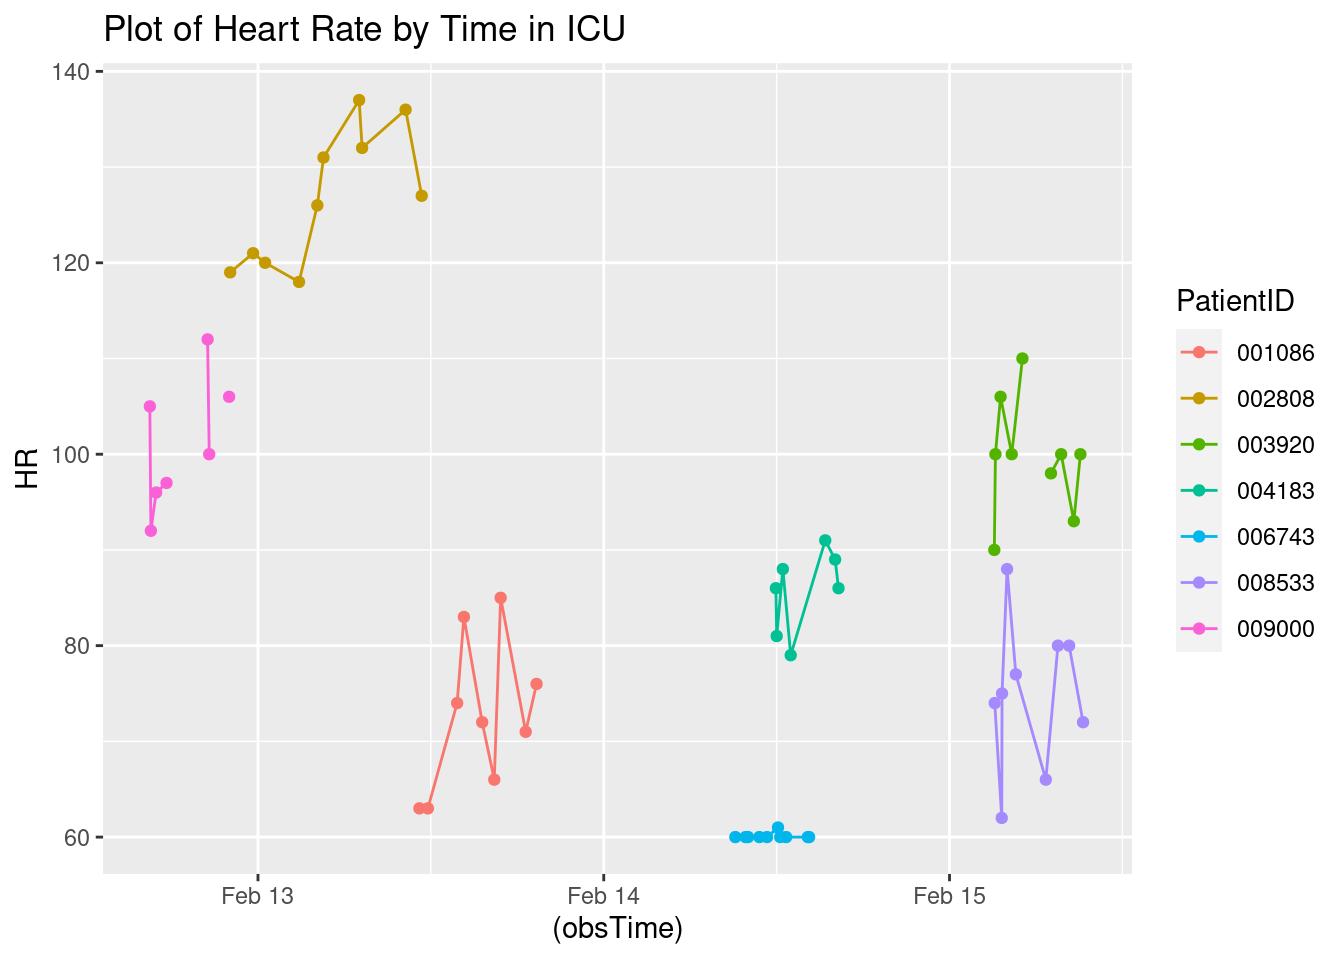 Plot of Heart Rate by Time in ICU
140
120
100
80
60
HR
Feb 13
Feb 14
Feb 15
(obsTime)
PatientID
001086
002808
003920
004183
006743
008533
009000